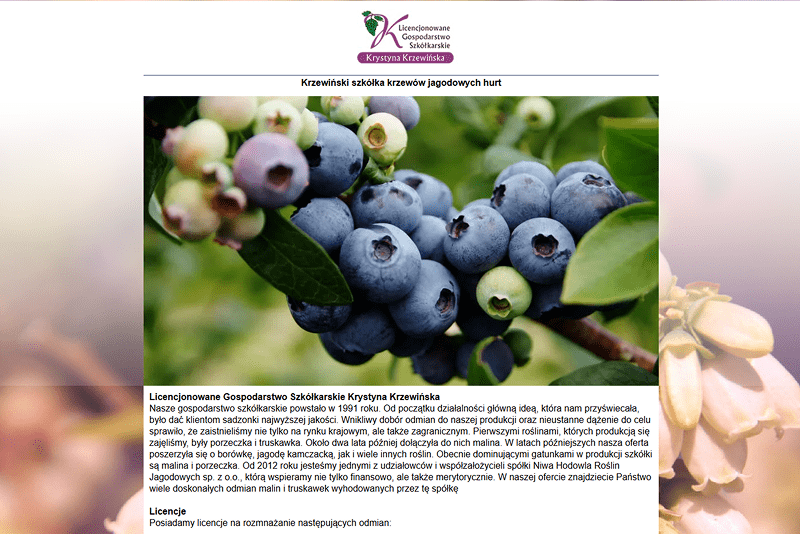 Licencjonowane
Gospodarstwo
Szkółkarskie
Krystyna Krzewińska
Krzewiński szkółka krzewów jagodowych hurt
Licencjonowane Gospodarstwo Szkółkarskie Krystyna Krzewińska
Nasze gospodarstwo szkółkarskie powstało w 1991 roku. Od początku działalności główną ideą, która nam przyświecała,
było dać klientom sadzonki najwyższej jakości. Wnikliwy dobór odmian do naszej produkcji oraz nieustanne dążenie do celu
sprawiło, że zaistnieliśmy nie tylko na rynku krajowym, ale także zagranicznym. Pierwszymi roślinami, których produkcją się
zajęliśmy, były porzeczka i truskawka. Około dwa lata później dołączyła do nich malina. W latach późniejszych nasza oferta
poszerzyła się o borówkę, jagodę kamczacką, jak i wiele innych roślin. Obecnie dominującymi gatunkami w produkcji szkółki
są malina i porzeczka. Od 2012 roku jesteśmy jednymi z udziałowców i współzałożycieli spółki Niwa Hodowla Roślin
Jagodowych sp. z o.o., którą wspieramy nie tylko finansowo, ale także merytorycznie. W naszej ofercie znajdziecie Państwo
wiele doskonałych odmian malin i truskawek wyhodowanych przez tę spółkę
Licencje
Posiadamy licencje na rozmnażanie następujących odmian: